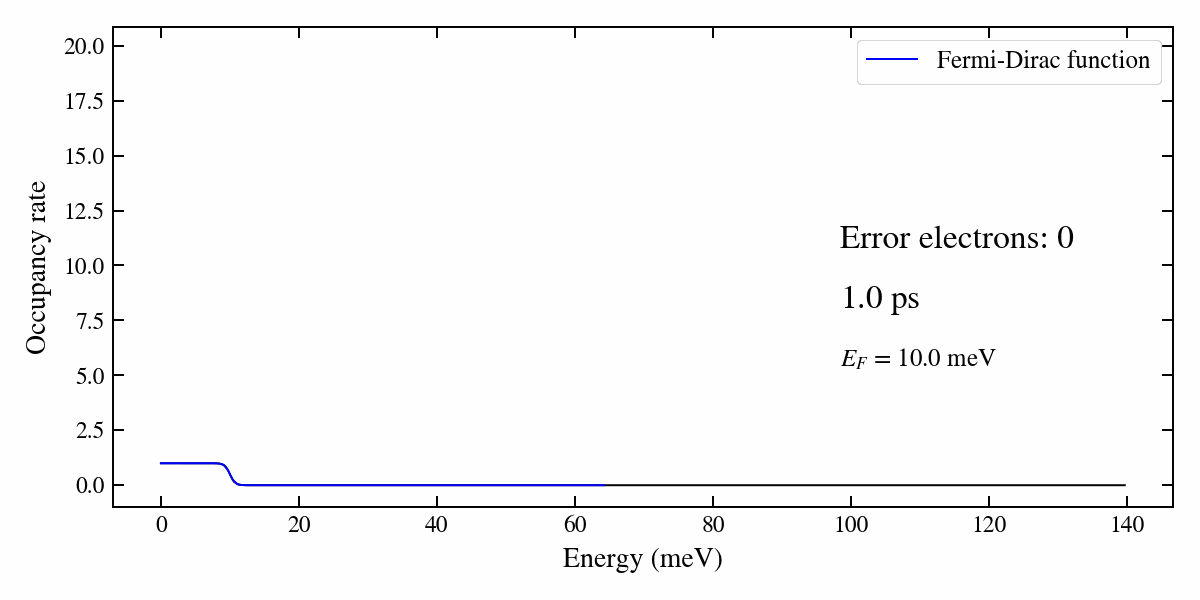 20.0
17.5
15.0
12.5
10.0
7.5
5.0
2.5
0.0
Occupancy rate
Fermi-Dirac function
Error electrons: 0
1.0 ps
E_F = 10.0 meV
0 20 40 60 80 100 120 140
Energy (meV)